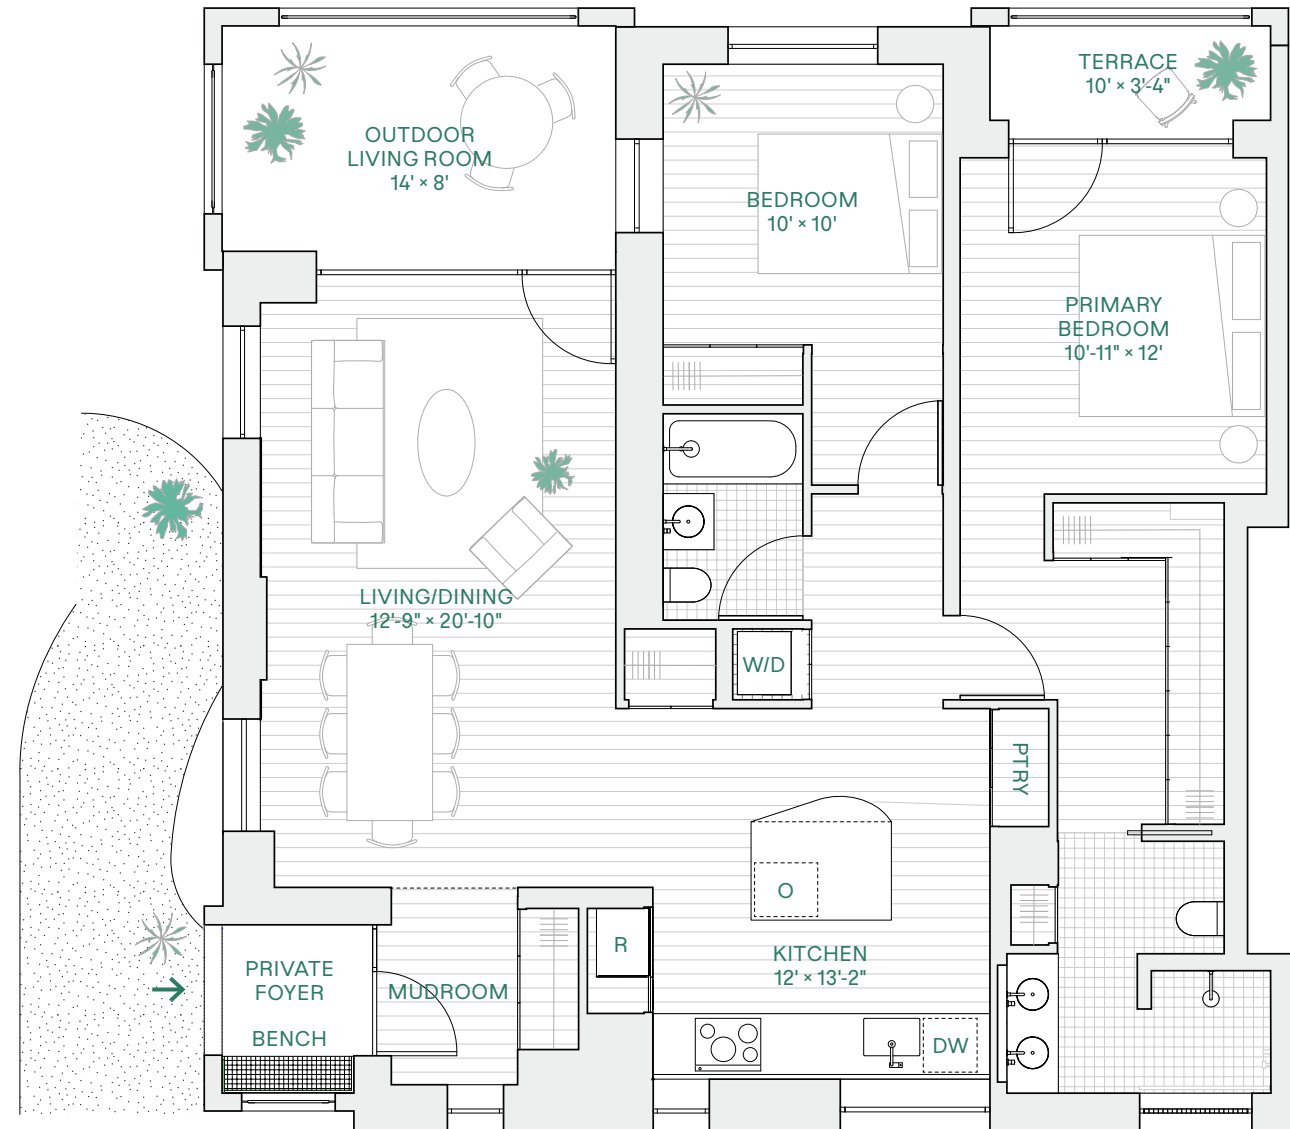 TERRACE
10' × 3'-4"
OUTDOOR
LIVING ROOM
14' × 8'
BEDROOM
10' × 10'
PRIMARY
BEDROOM
10'-11" × 12'
LIVING/DINING
12'-9" × 20'-10"
W/D
PTRY
O
R
KITCHEN
12' × 13'-2"
PRIVATE
FOYER
MUDROOM
BENCH
DW